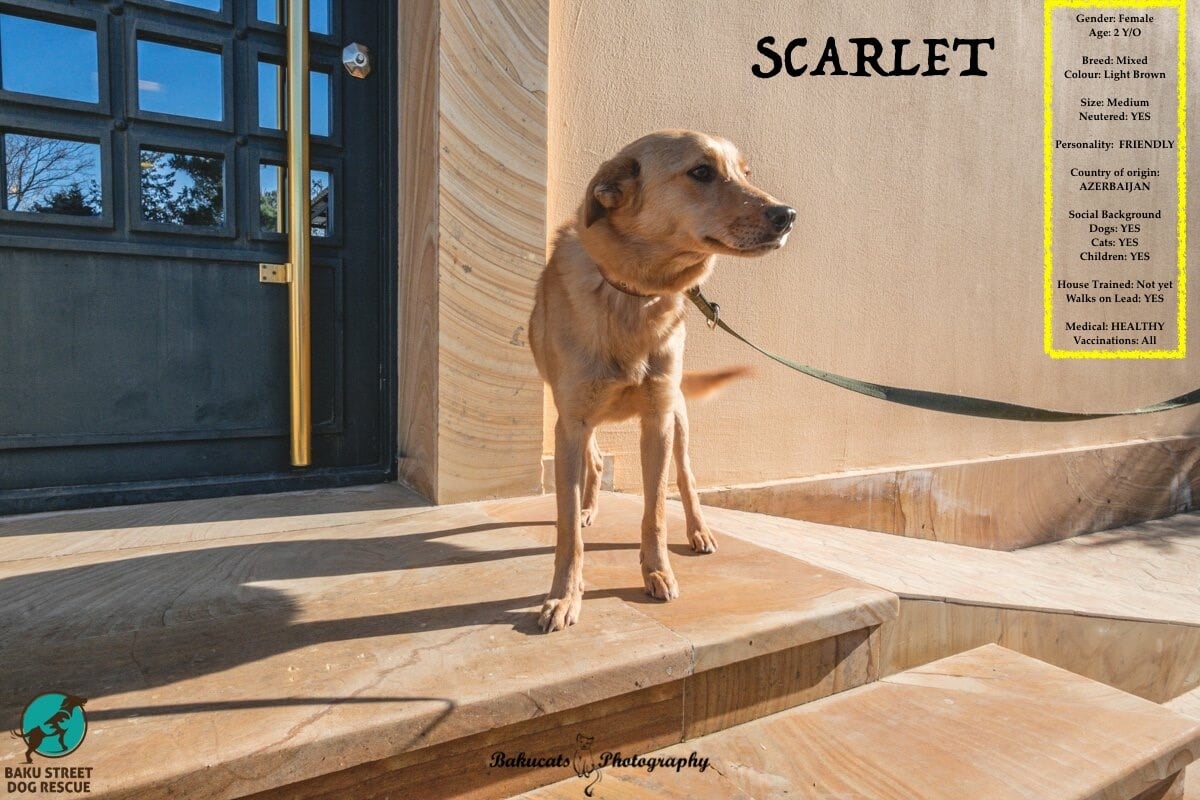 SCARLET
Gender: Female
Age: 2 Y/O
Breed: Mixed
Colour: Light Brown
Size: Medium
Neutered: YES
Personality: FRIENDLY
Country of origin:
AZERBAIJAN
Social Background
Dogs: YES
Cats: YES
Children: YES
House Trained: Not yet
Walks on Lead: YES
Medical: HEALTHY
Vaccinations: All
BAKU STREET
DOG RESCUE
Bakucats Photography